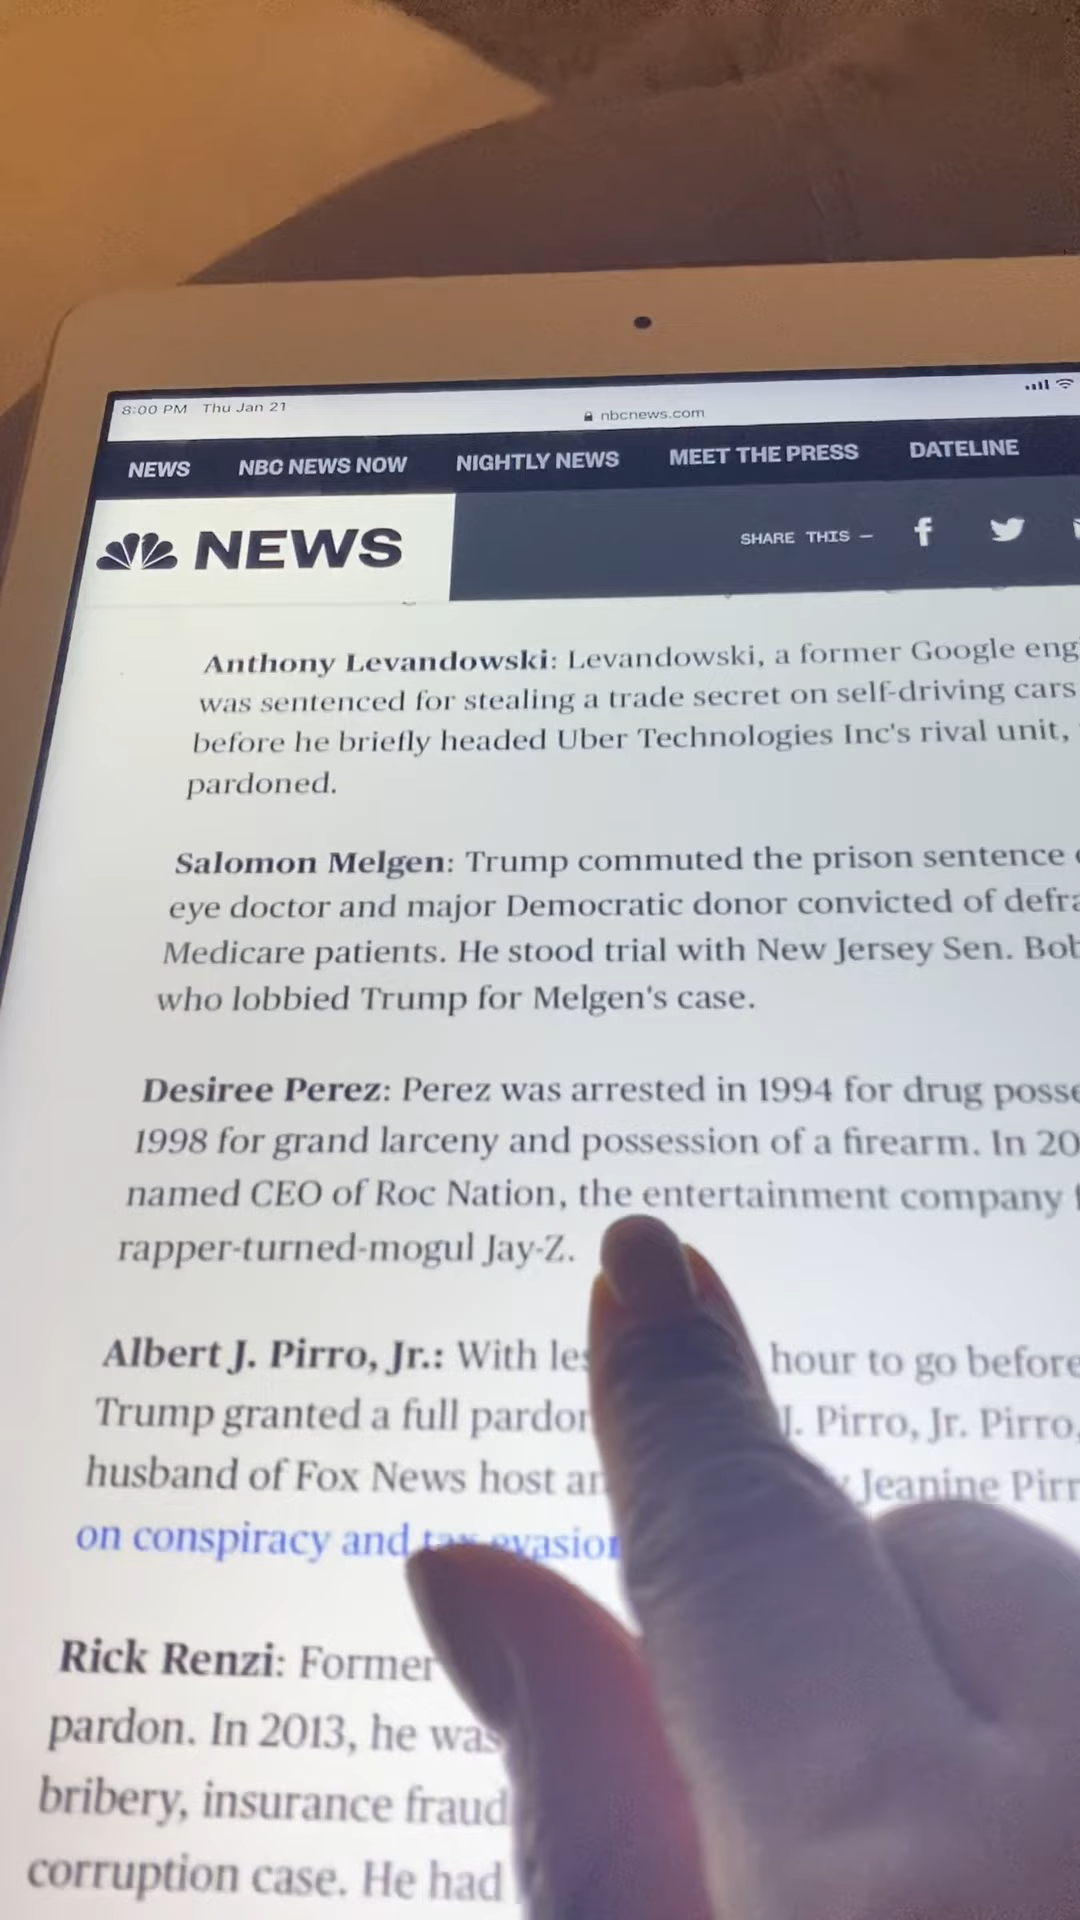 8:00 PM Thu Jan 21
nbcnews.com
NEWS NBC NEWS NOW NIGHTLY NEWS MEET THE PRESS DATELINE
NEWS
SHARE THIS –
Anthony Levandowski: Levandowski, a former Google eng
was sentenced for stealing a trade secret on self-driving cars
before he briefly headed Uber Technologies Inc's rival unit,
pardoned.
Salomon Melgen: Trump commuted the prison sentence
eye doctor and major Democratic donor convicted of defra
Medicare patients. He stood trial with New Jersey Sen. Bob
who lobbied Trump for Melgen's case.
Desiree Perez: Perez was arrested in 1994 for drug posse
1998 for grand larceny and possession of a firearm. In 20
named CEO of Roc Nation, the entertainment company
rapper-turned-mogul Jay-Z.
Albert J. Pirro, Jr.: With les hour to go before
Trump granted a full pardon J. Pirro, Jr. Pirro,
husband of Fox News host an Jeanine Pirr
on conspiracy and tax evasion
Rick Renzi: Former
pardon. In 2013, he was
bribery, insurance fraud
corruption case. He had